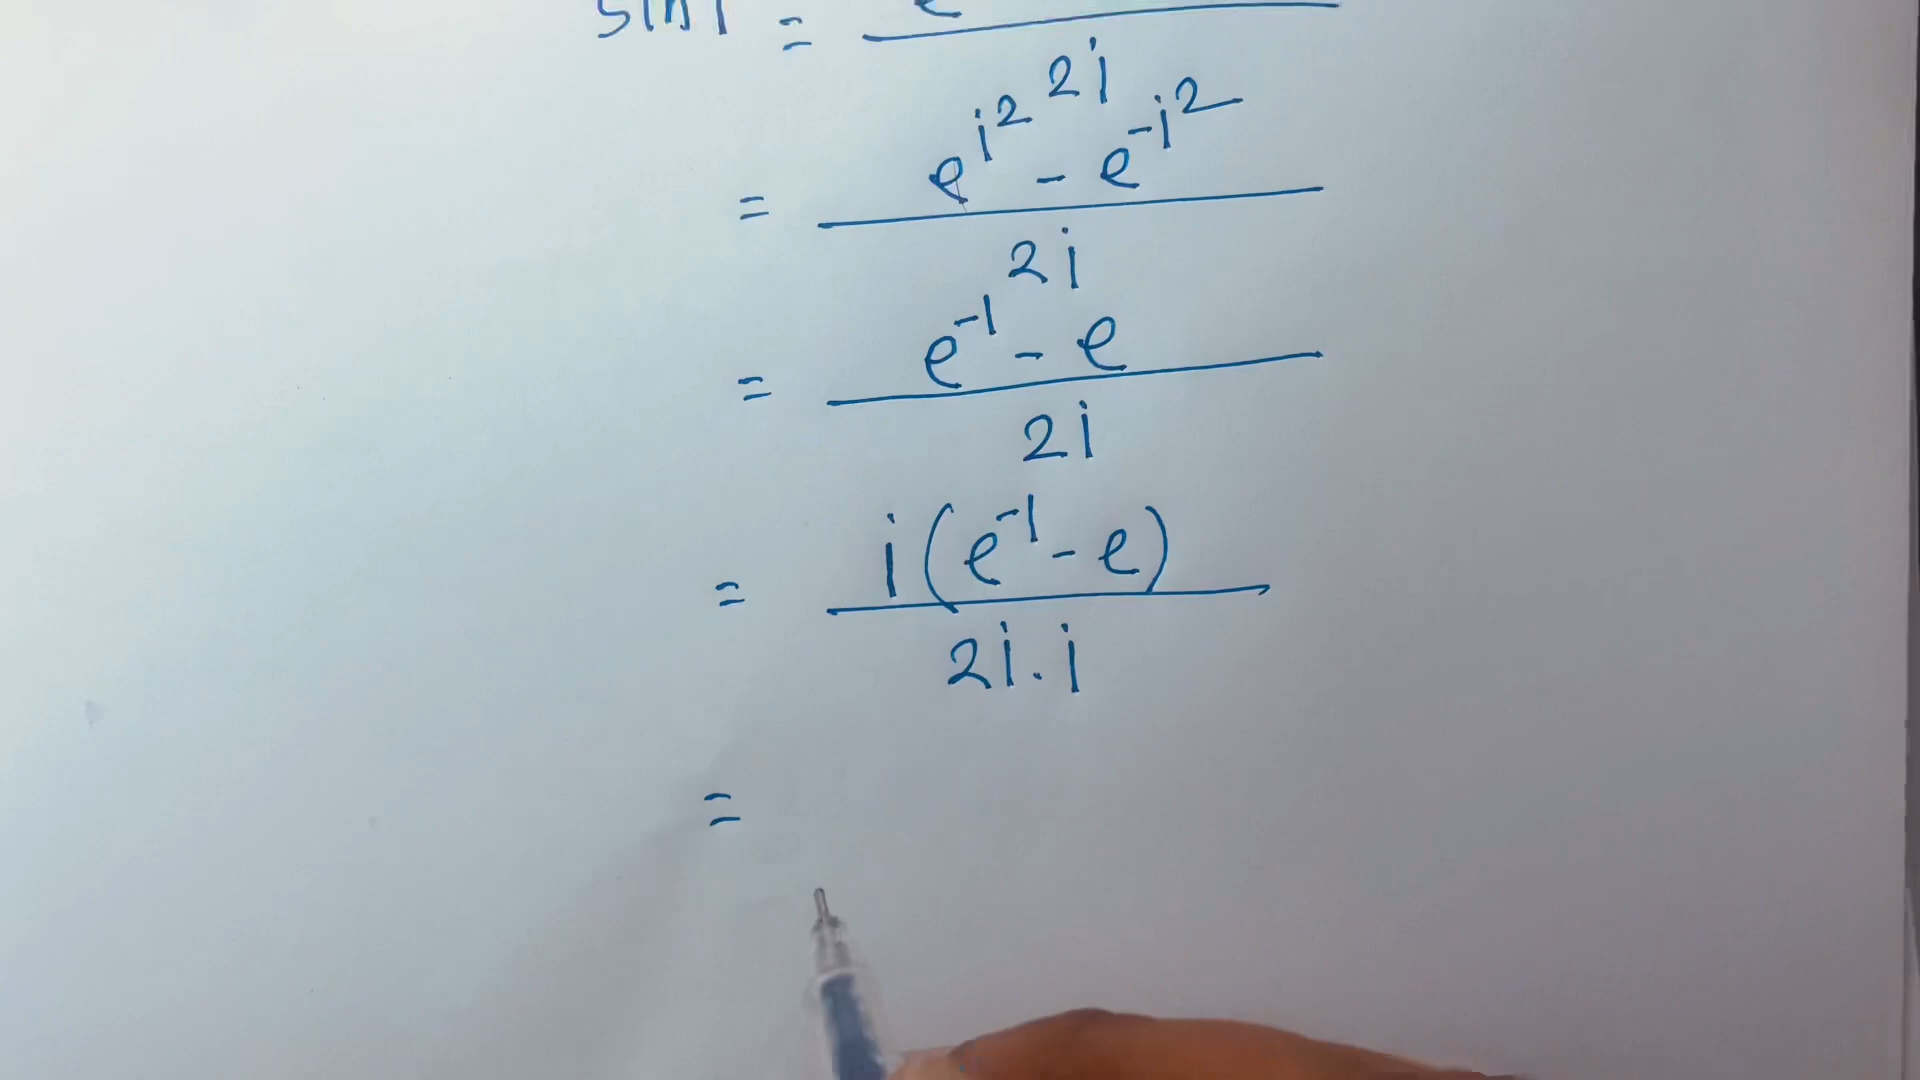 sin i = e
2i
= e^{i^2} - e^{-i^2}
2i
= e^{-1} - e
2i
= i(e^{-1} - e)
2i.i
=